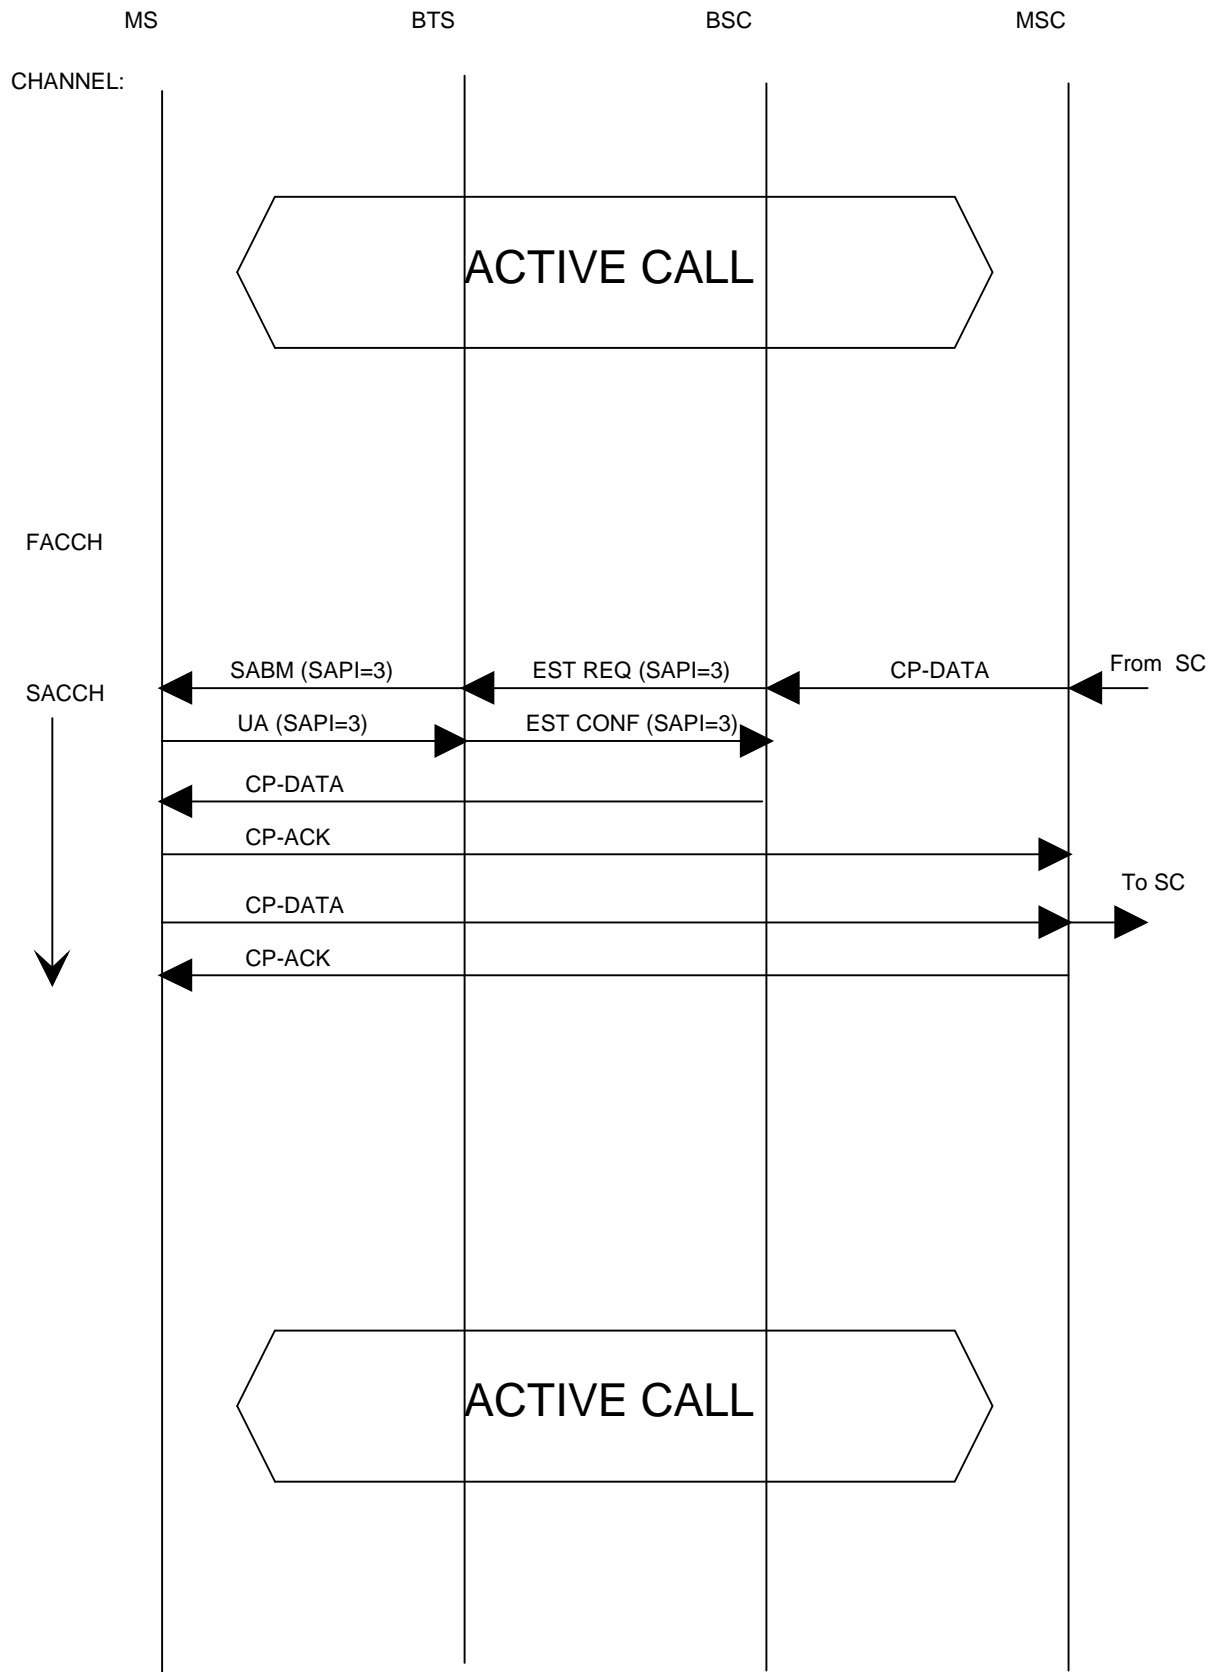 MS BTS BSC MSC
CHANNEL:
ACTIVE CALL
FACCH
SABM (SAPI=3) EST REQ (SAPI=3) CP-DATA From SC
SACCH
UA (SAPI=3) EST CONF (SAPI=3)
CP-DATA
CP-ACK
To SC
CP-DATA
CP-ACK
ACTIVE CALL